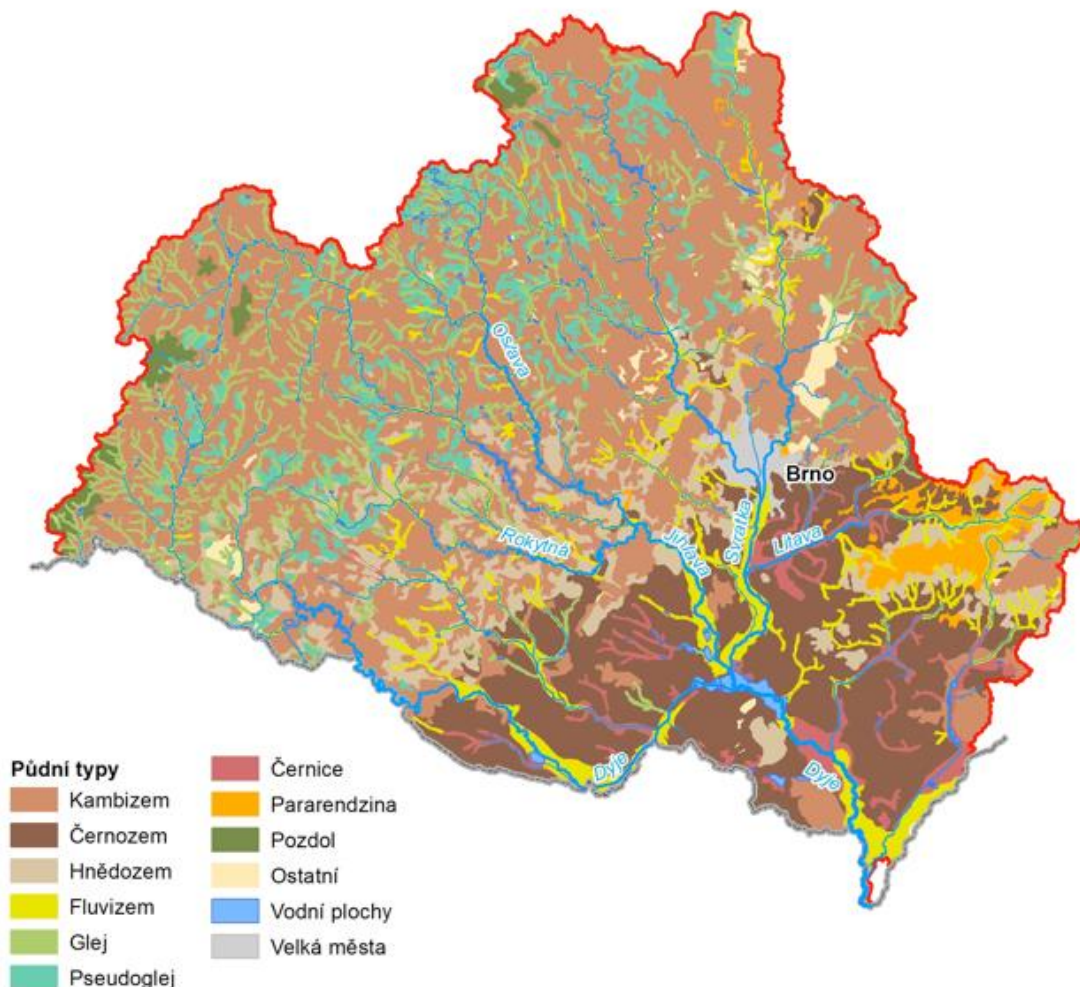 Oslava
Brno
Svratka
Litava
Rokytná
Jihlava
Dyje
Dyje
Půdní typy
Kambizem
Černozem
Hnědozem
Fluvizem
Glej
Pseudoglej
Černice
Pararendzina
Pozdol
Ostatní
Vodní plochy
Velká města